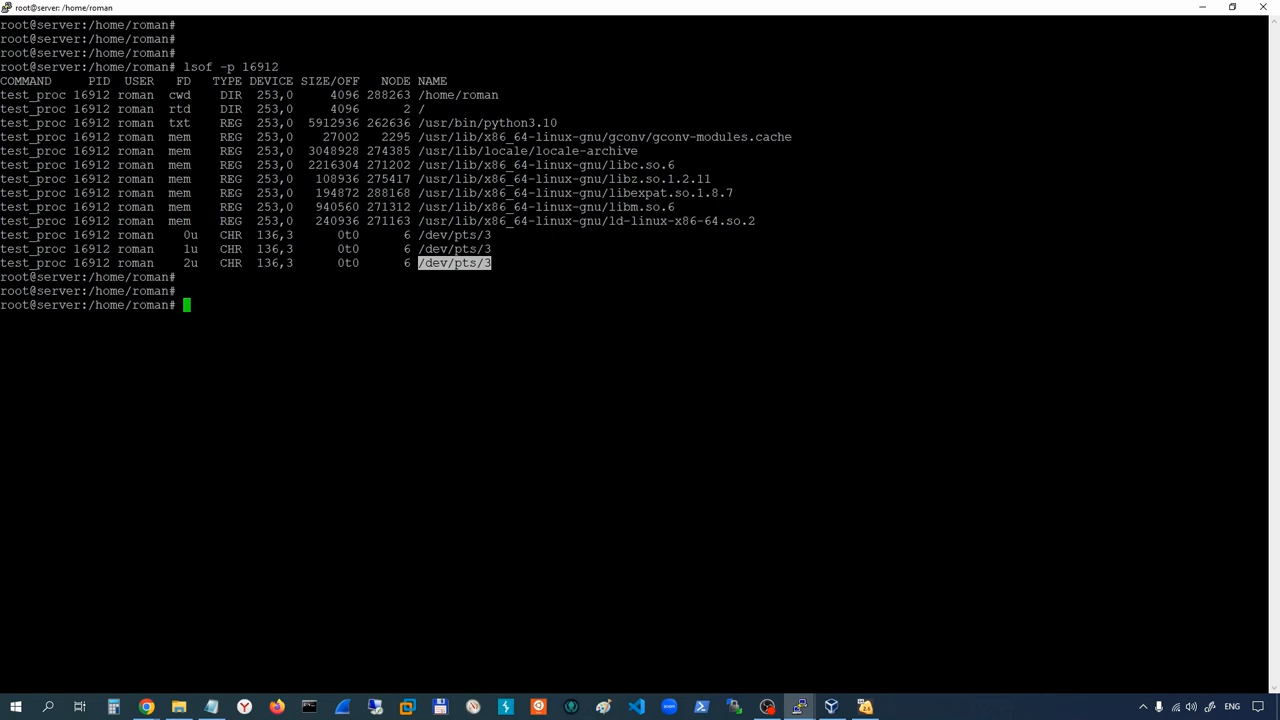 root@server: /home/roman
root@server:/home/roman#
root@server:/home/roman#
root@server:/home/roman#
root@server:/home/roman# lsof -p 16912
COMMAND     PID  USER   FD   TYPE DEVICE SIZE/OFF   NODE NAME
test_proc 16912 roman  cwd    DIR  253,0     4096 288263 /home/roman
test_proc 16912 roman  rtd    DIR  253,0     4096      2 /
test_proc 16912 roman  txt    REG  253,0  5912936 262636 /usr/bin/python3.10
test_proc 16912 roman  mem    REG  253,0    27002   2295 /usr/lib/x86_64-linux-gnu/gconv/gconv-modules.cache
test_proc 16912 roman  mem    REG  253,0  3048928 274385 /usr/lib/locale/locale-archive
test_proc 16912 roman  mem    REG  253,0  2216304 271202 /usr/lib/x86_64-linux-gnu/libc.so.6
test_proc 16912 roman  mem    REG  253,0   108936 275417 /usr/lib/x86_64-linux-gnu/libz.so.1.2.11
test_proc 16912 roman  mem    REG  253,0   194872 288168 /usr/lib/x86_64-linux-gnu/libexpat.so.1.8.7
test_proc 16912 roman  mem    REG  253,0   940560 271312 /usr/lib/x86_64-linux-gnu/libm.so.6
test_proc 16912 roman  mem    REG  253,0   240936 271163 /usr/lib/x86_64-linux-gnu/ld-linux-x86-64.so.2
test_proc 16912 roman    0u   CHR  136,3      0t0      6 /dev/pts/3
test_proc 16912 roman    1u   CHR  136,3      0t0      6 /dev/pts/3
test_proc 16912 roman    2u   CHR  136,3      0t0      6 /dev/pts/3
root@server:/home/roman#
root@server:/home/roman#
root@server:/home/roman#
ENG